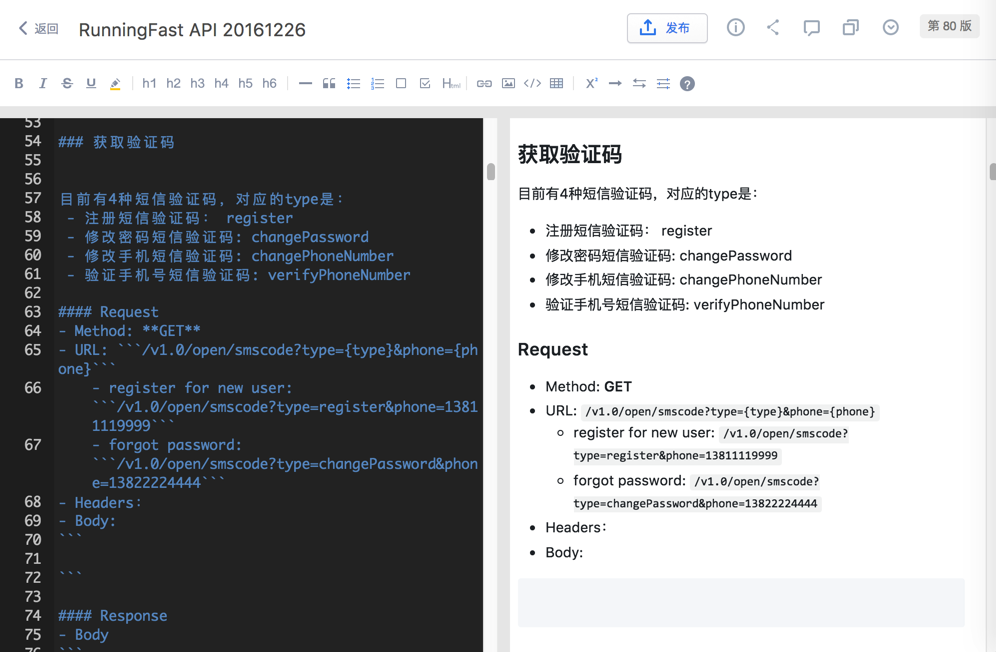 返回 RunningFast API 20161226 发布 第 80 版
B I S U h1 h2 h3 h4 h5 h6 Html </> X² ?
53
54 ### 获取验证码
55
56
57 目前有4种短信验证码，对应的type是：
58 - 注册短信验证码： register
59 - 修改密码短信验证码: changePassword
60 - 修改手机短信验证码: changePhoneNumber
61 - 验证手机号短信验证码: verifyPhoneNumber
62
63 #### Request
64 - Method: **GET**
65 - URL: ```/v1.0/open/smscode?type={type}&phone={ph
one}```
66 - register for new user:
```/v1.0/open/smscode?type=register&phone=1381
1119999```
67 - forgot password:
```/v1.0/open/smscode?type=changePassword&phon
e=13822224444```
68 - Headers：
69 - Body:
70 ```
71
72 ```
73
74 #### Response
75 - Body
76 ```
获取验证码
目前有4种短信验证码，对应的type是：
• 注册短信验证码： register
• 修改密码短信验证码: changePassword
• 修改手机短信验证码: changePhoneNumber
• 验证手机号短信验证码: verifyPhoneNumber
Request
• Method: GET
• URL: /v1.0/open/smscode?type={type}&phone={phone}
◦ register for new user: /v1.0/open/smscode?
type=register&phone=13811119999
◦ forgot password: /v1.0/open/smscode?
type=changePassword&phone=13822224444
• Headers：
• Body: